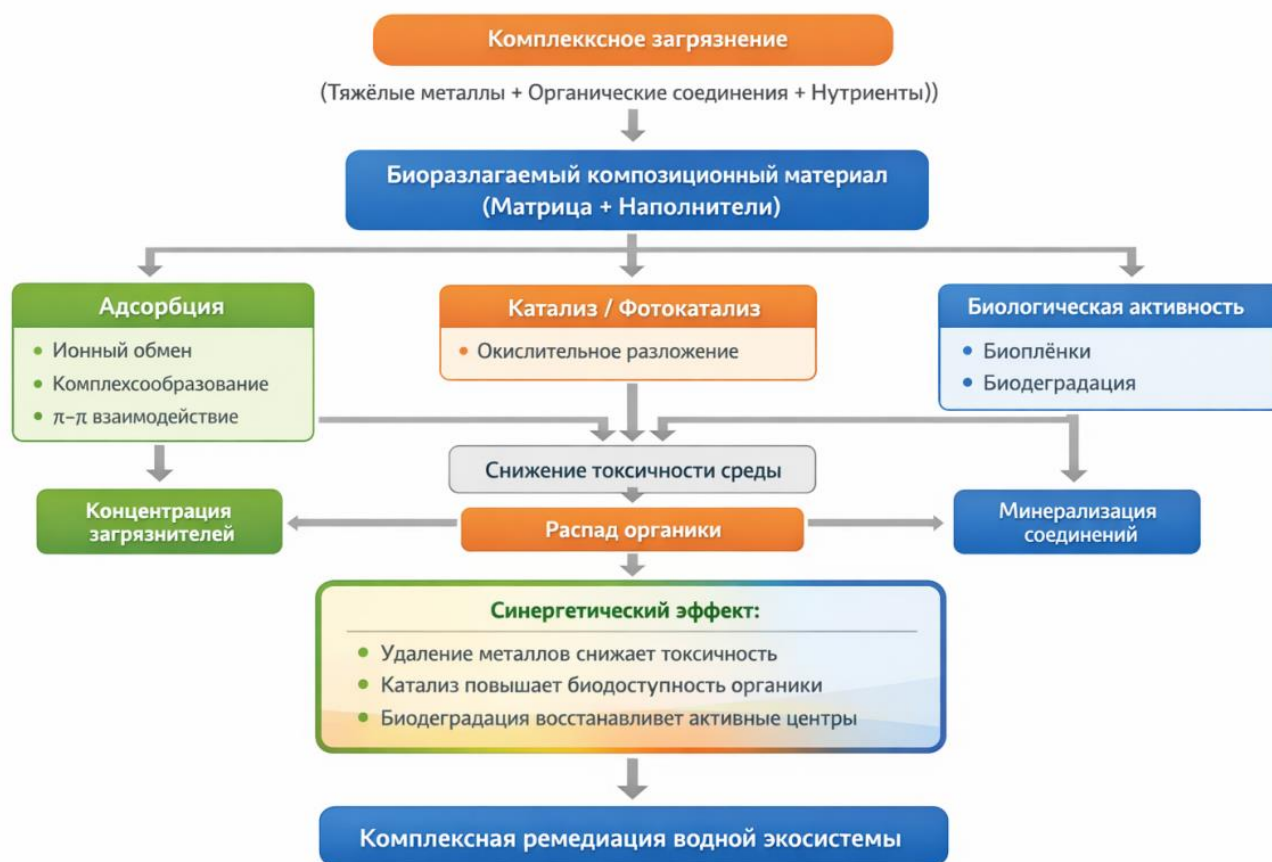 Комплекксное загрязнение
(Тяжёлые металлы + Органические соединения + Нутриенты))
Биоразлагаемый композиционный материал
(Матрица + Наполнители)
Адсорбция
• Ионный обмен
• Комплехсообразование
• π–π взаимодействие
Катализ / Фотокатализ
• Окислительное разложение
Биологическая активность
• Биоплёнки
• Биодеградация
Снижение токсичности среды
Концентрация
загрязнителей
Распад органики
Минерализация
соединений
Синергетический эффект:
• Удаление металлов снижает токсичность
• Катализ повышает биодоступность органики
• Биодеградация восстанавливет активные центры
Комплексная ремедиация водной экосистемы